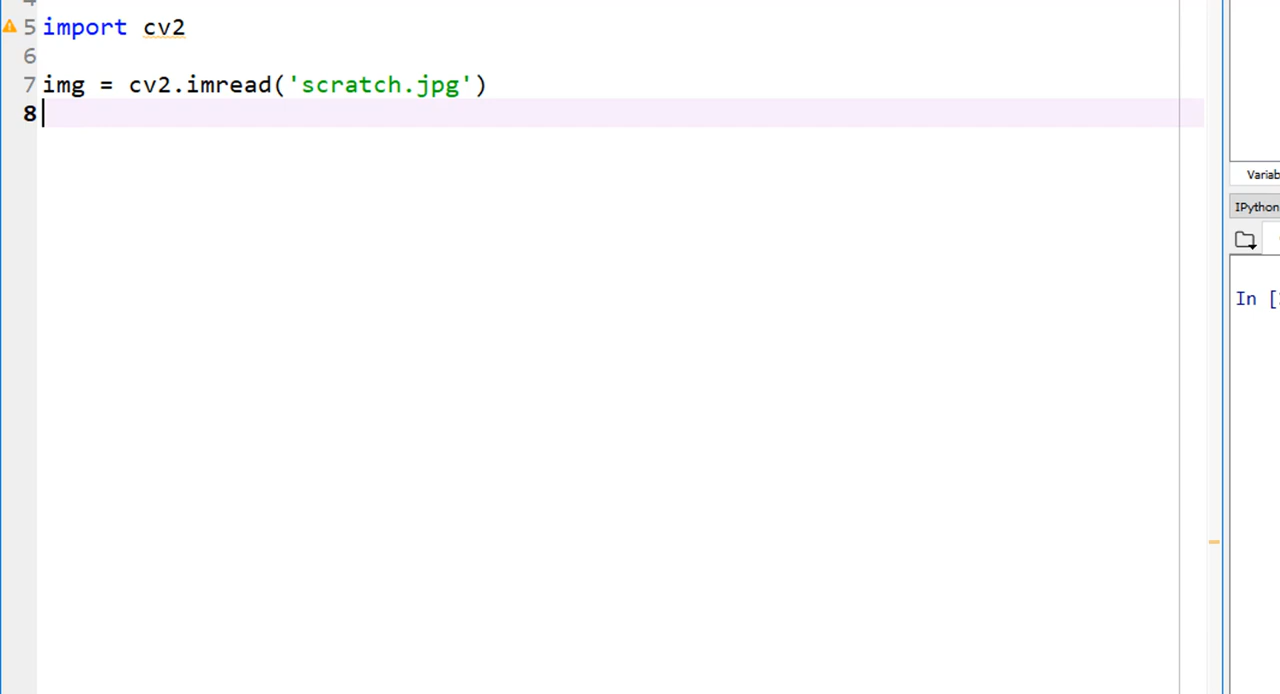 5 import cv2
6
7 img = cv2.imread('scratch.jpg')
8
Variab
IPython
In [